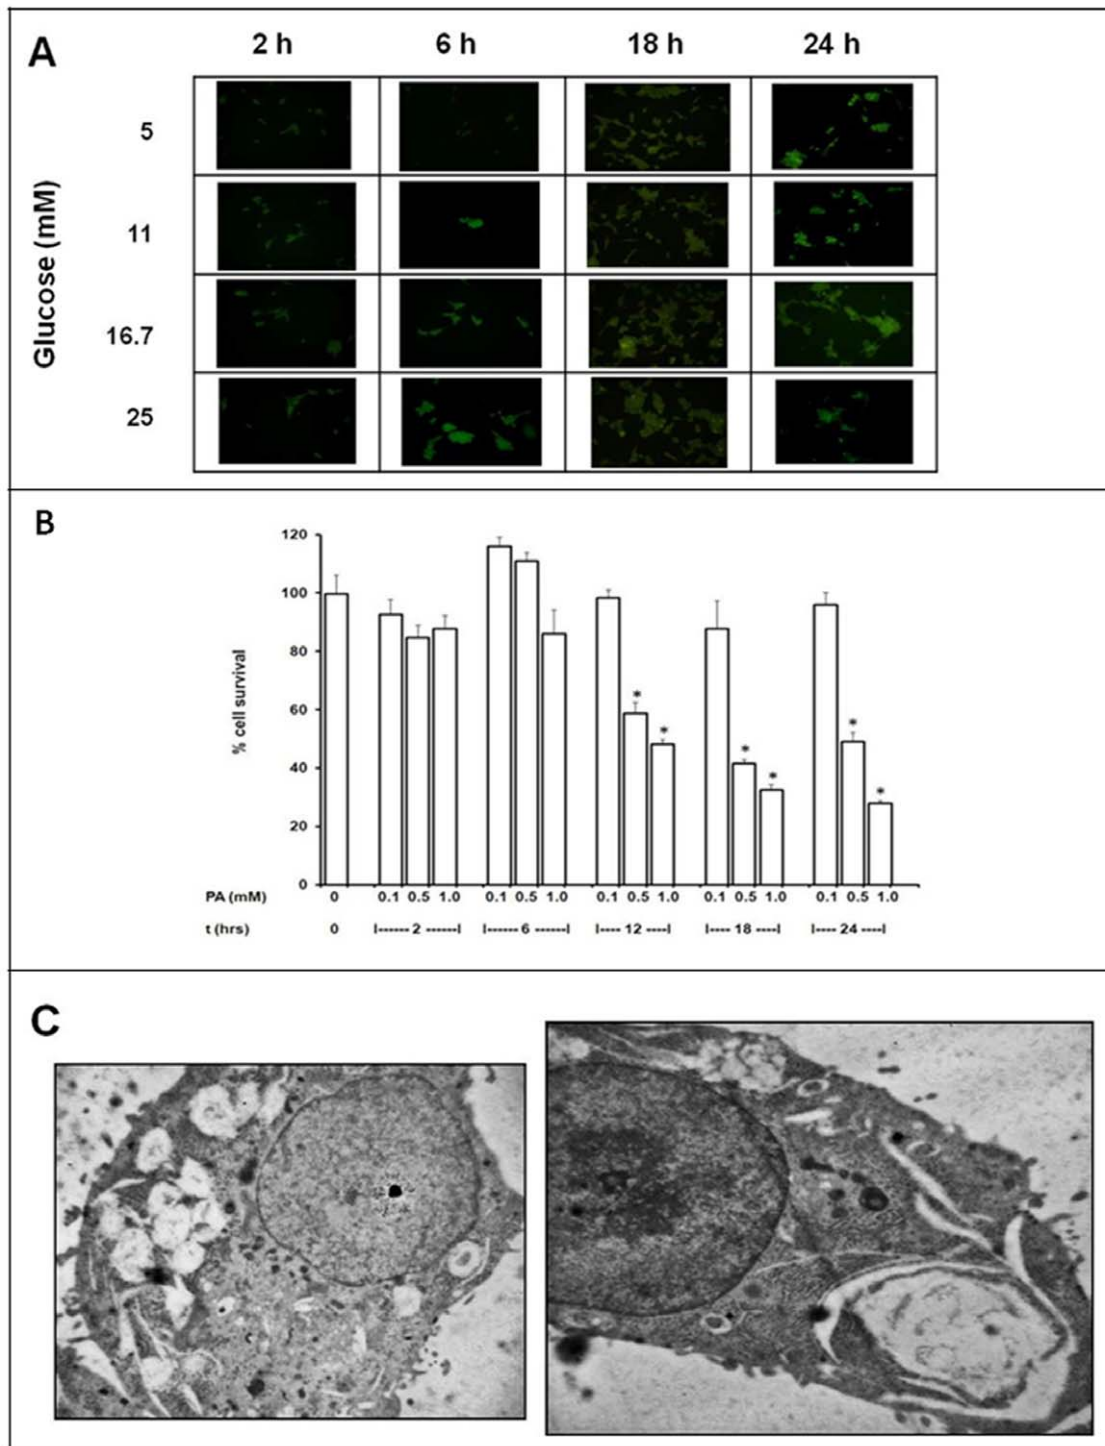 A
2 h 6 h 18 h 24 h
Glucose (mM)
5
11
16.7
25
B
% cell survival
120
100
80
60
40
20
0
* * * * * *
PA (mM) 0 0.1 0.5 1.0 0.1 0.5 1.0 0.1 0.5 1.0 0.1 0.5 1.0 0.1 0.5 1.0
t (hrs) 0 I------ 2 ------I I------ 6 ------I I---- 12 ----I I---- 18 ----I I---- 24 ----I
C